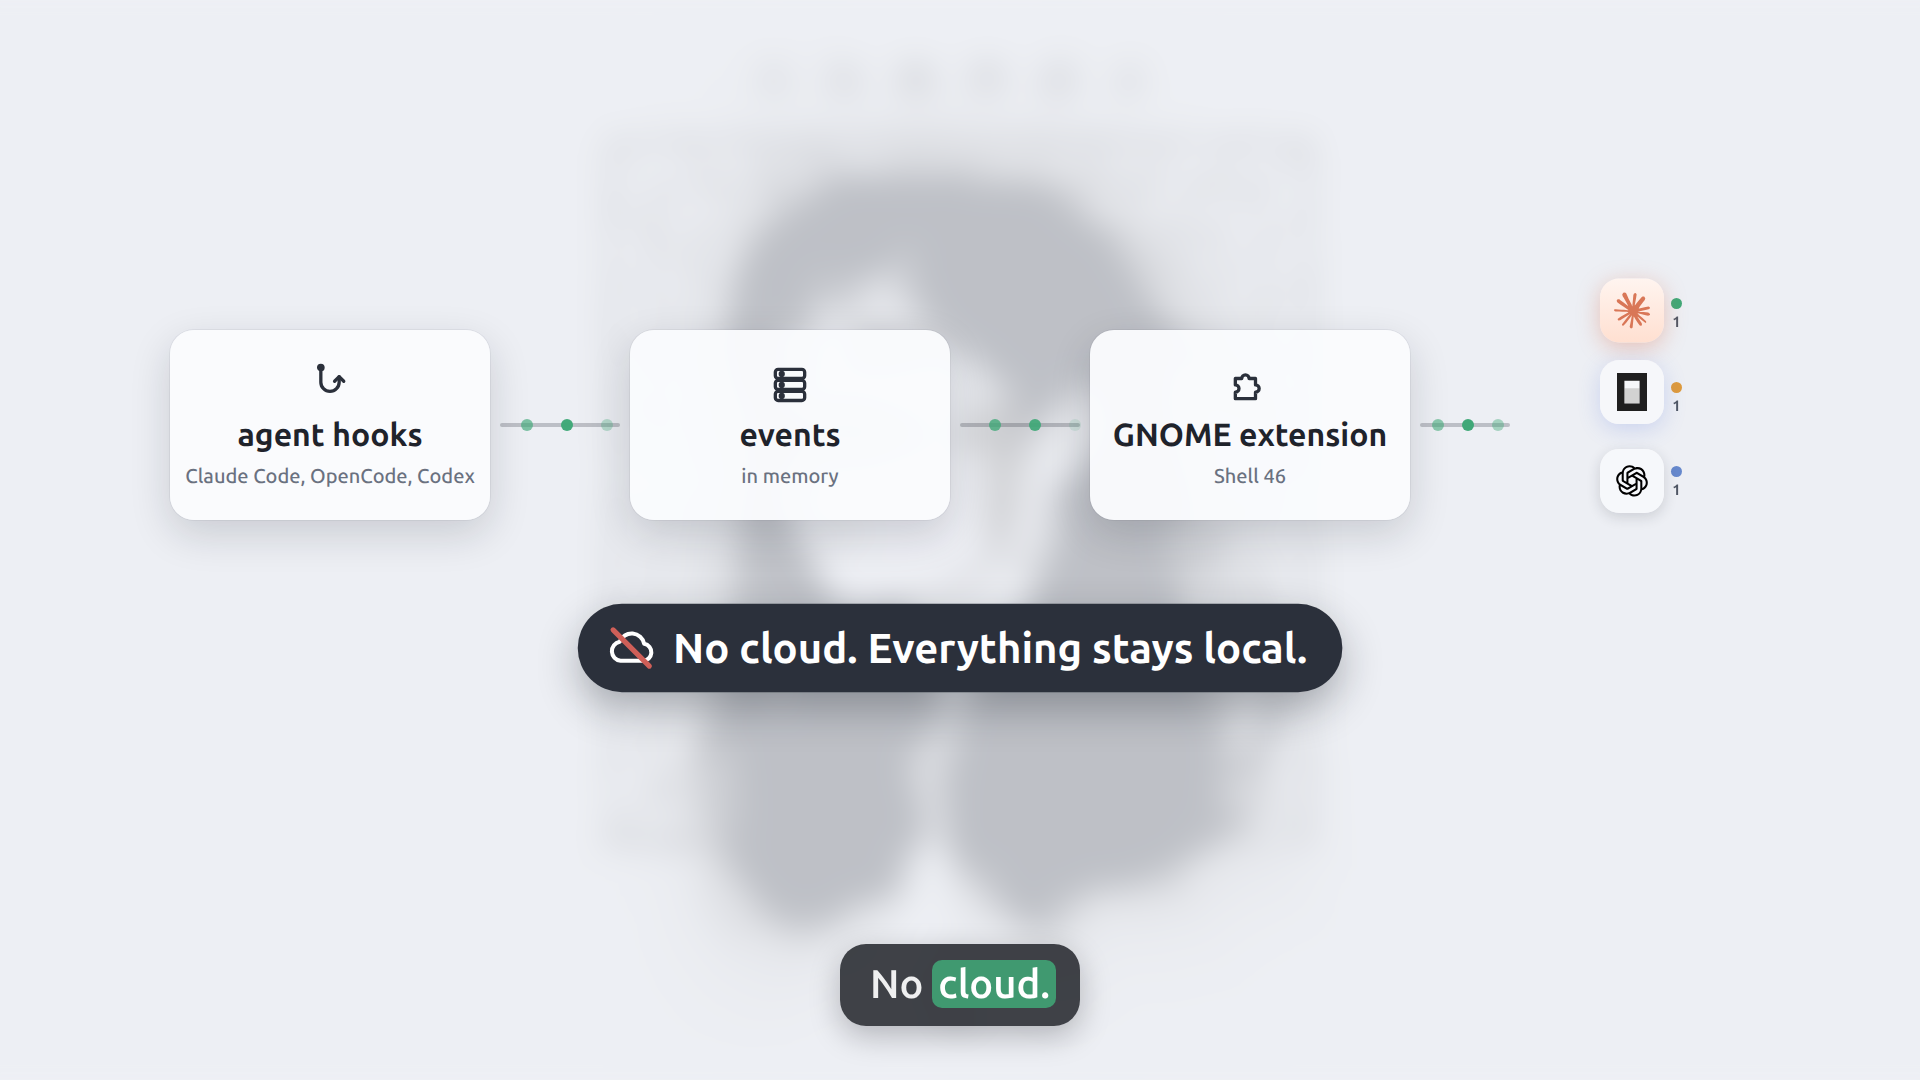 agent hooks
Claude Code, OpenCode, Codex
events
in memory
GNOME extension
Shell 46
1
1
1
No cloud. Everything stays local.
No cloud.